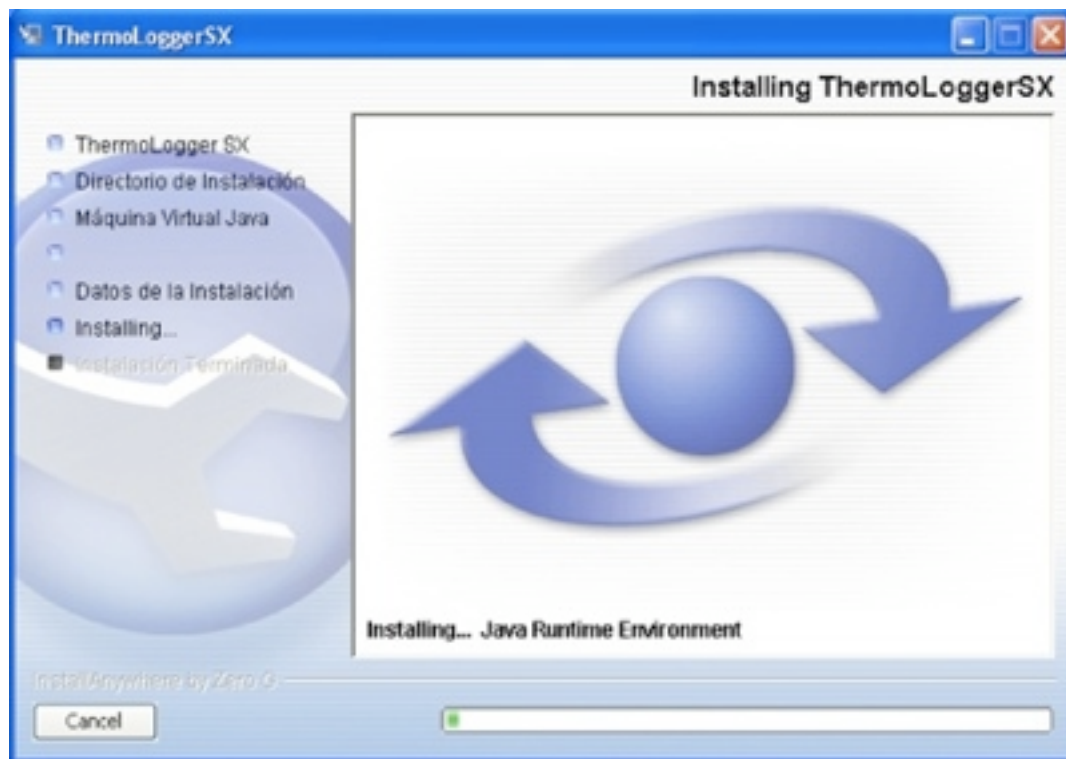 ThermoLoggerSX
Installing ThermoLoggerSX
ThermoLogger SX
Directorio de Instalación
Máquina Virtual Java
Datos de la Instalación
Installing...
Instalación Terminada
Installing... Java Runtime Environment
InstallAnywhere by Zero G
Cancel